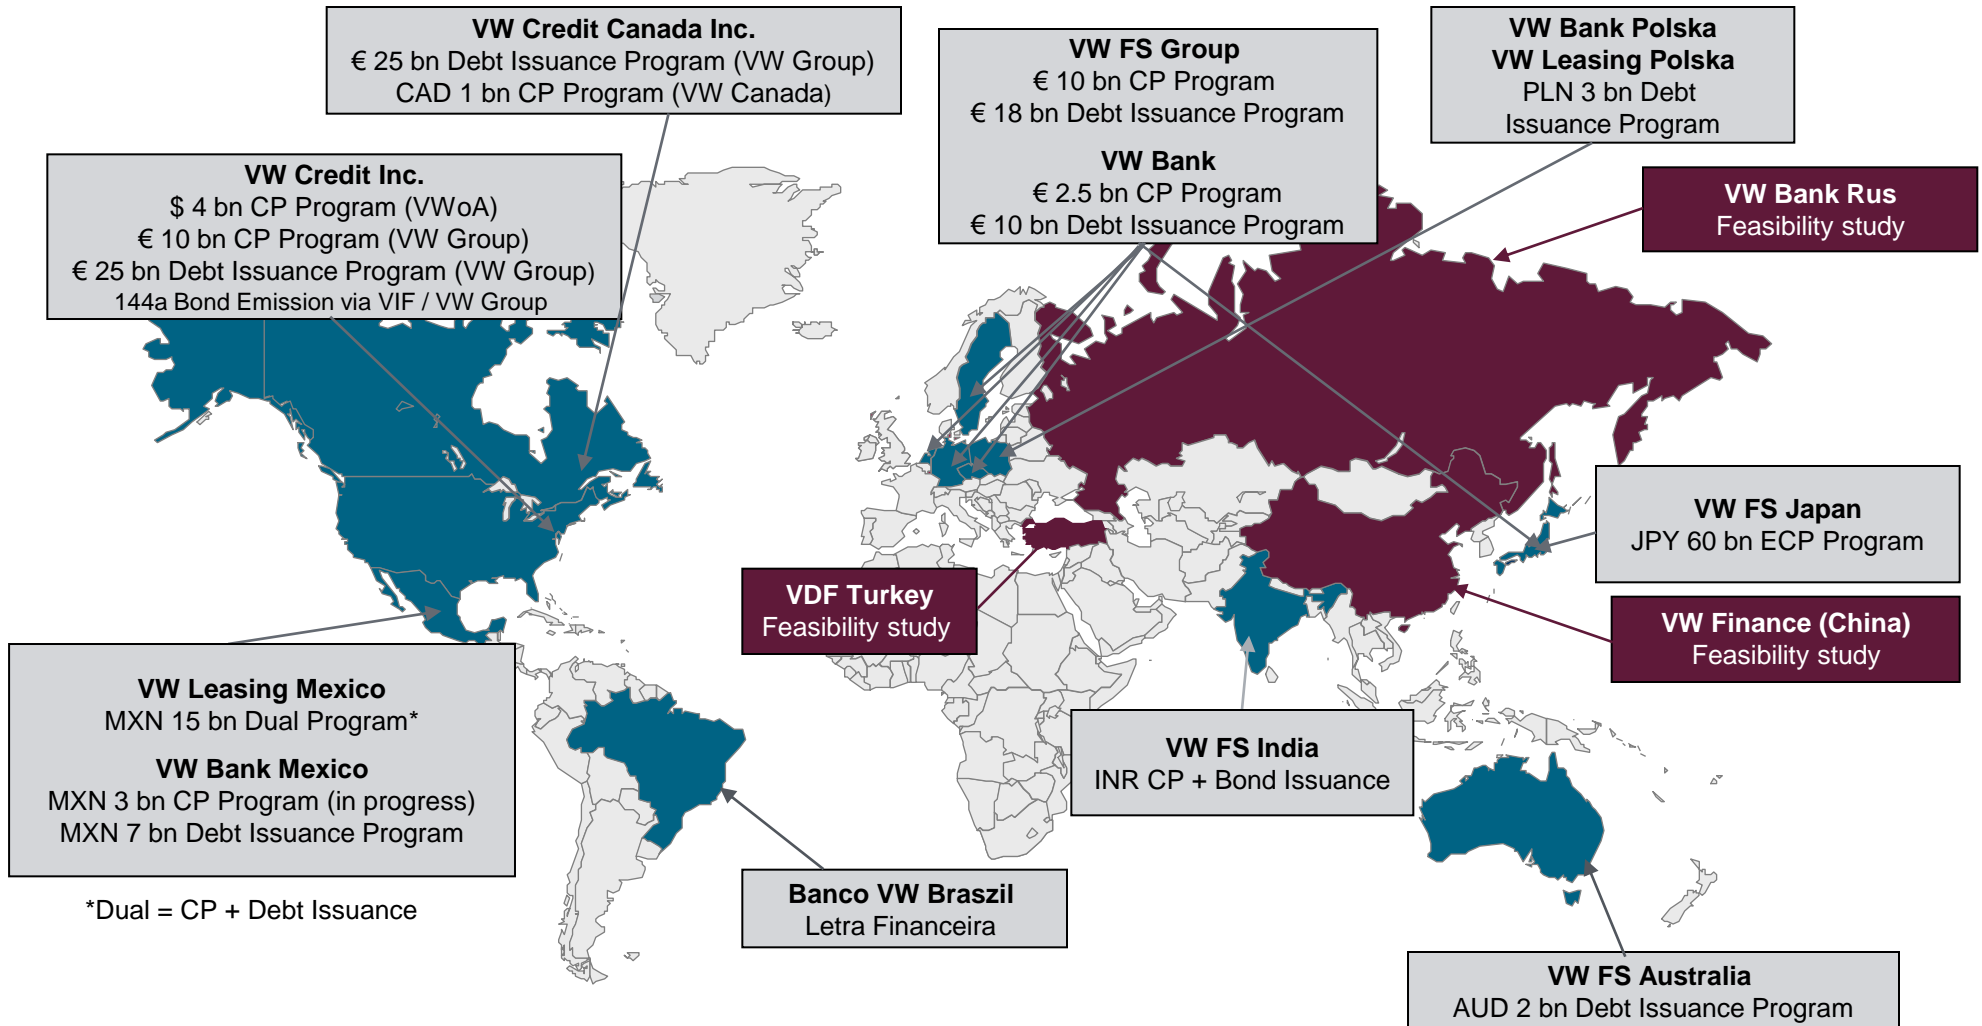 VW Credit Canada Inc.
€ 25 bn Debt Issuance Program (VW Group)
CAD 1 bn CP Program (VW Canada)
VW FS Group
€ 10 bn CP Program
€ 18 bn Debt Issuance Program
VW Bank
€ 2.5 bn CP Program
€ 10 bn Debt Issuance Program
VW Bank Polska
VW Leasing Polska
PLN 3 bn Debt
Issuance Program
VW Credit Inc.
$ 4 bn CP Program (VWoA)
€ 10 bn CP Program (VW Group)
€ 25 bn Debt Issuance Program (VW Group)
144a Bond Emission via VIF / VW Group
VW Bank Rus
Feasibility study
VW FS Japan
JPY 60 bn ECP Program
VDF Turkey
Feasibility study
VW Finance (China)
Feasibility study
VW Leasing Mexico
MXN 15 bn Dual Program*
VW Bank Mexico
MXN 3 bn CP Program (in progress)
MXN 7 bn Debt Issuance Program
VW FS India
INR CP + Bond Issuance
*Dual = CP + Debt Issuance
Banco VW Braszil
Letra Financeira
VW FS Australia
AUD 2 bn Debt Issuance Program